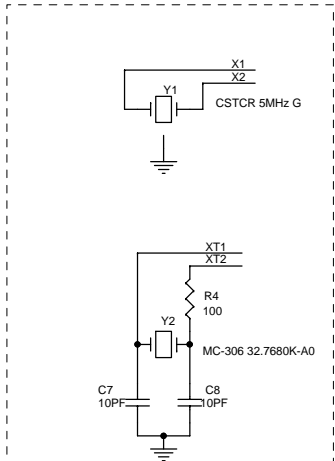 X1
X2
Y1
CSTCR 5MHz G
XT1
XT2
R4
100
Y2
MC-306 32.7680K-A0
C7
10PF
C8
10PF